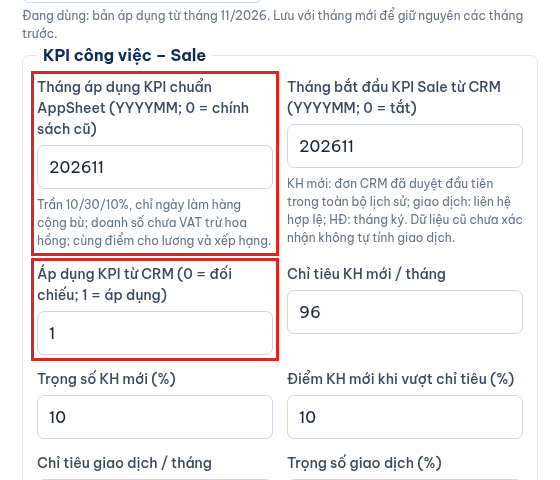 Đang dùng: bản áp dụng từ tháng 11/2026. Lưu với tháng mới để giữ nguyên các tháng
trước.
KPI công việc – Sale
Tháng áp dụng KPI chuẩn
AppSheet (YYYYMM; 0 = chính
sách cũ)
202611
Trần 10/30/10%, chỉ ngày làm hàng
cộng bù; doanh số chưa VAT trừ hoa
hồng; cùng điểm cho lương và xếp hạng.
Tháng bắt đầu KPI Sale từ CRM
(YYYYMM; 0 = tắt)
202611
KH mới: đơn CRM đã duyệt đầu tiên
trong toàn bộ lịch sử; giao dịch: liên hệ
hợp lệ; HĐ: tháng ký. Dữ liệu cũ chưa xác
nhận không tự tính giao dịch.
Áp dụng KPI từ CRM (0 = đối
chiếu; 1 = áp dụng)
1
Chỉ tiêu KH mới / tháng
96
Trọng số KH mới (%)
10
Điểm KH mới khi vượt chỉ tiêu (%)
10
Chỉ tiêu giao dịch / tháng
Trọng số giao dịch (%)